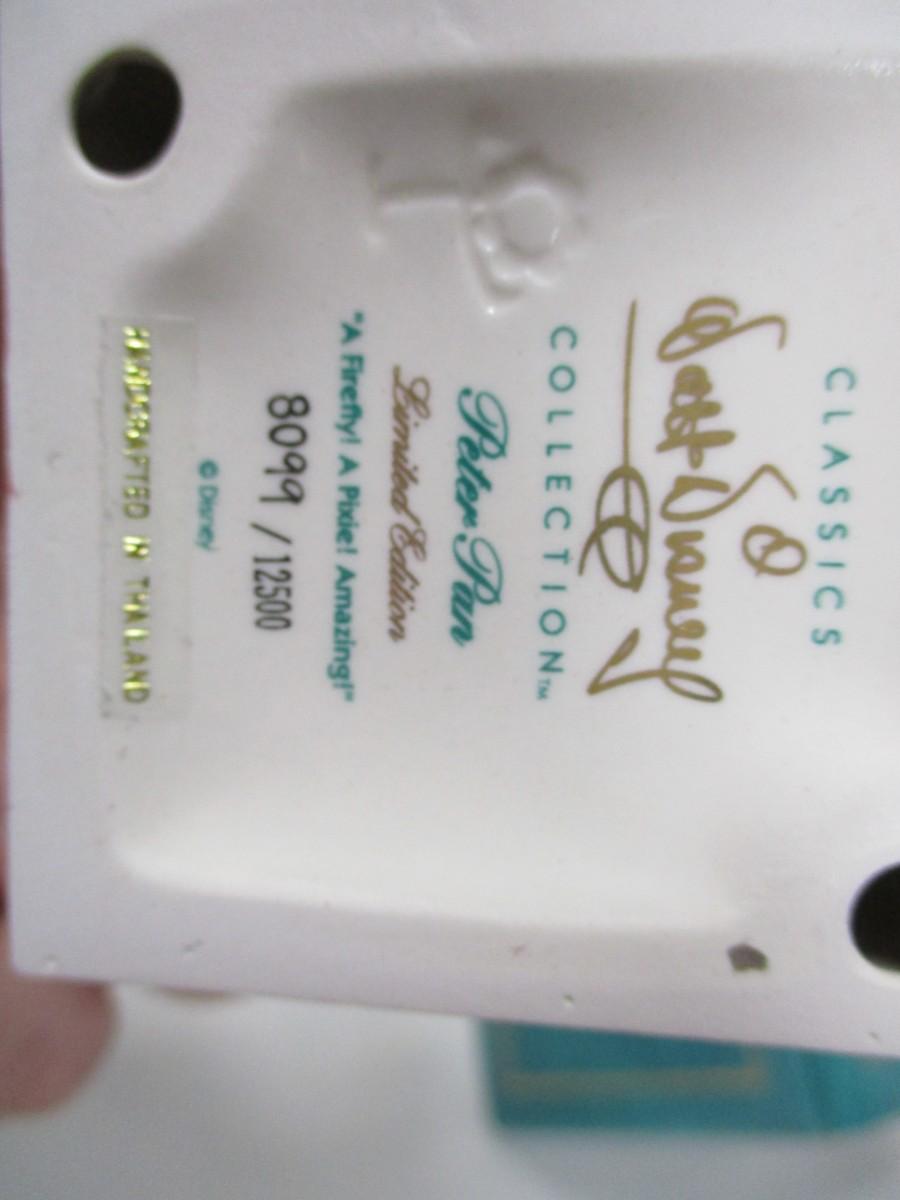 CLASSICS
Walt Disney
COLLECTION™
Peter Pan
Limited Edition
"A Firefly! A Pixie! Amazing!"
8099 / 12500
© Disney
HANDCRAFTED IN THAILAND